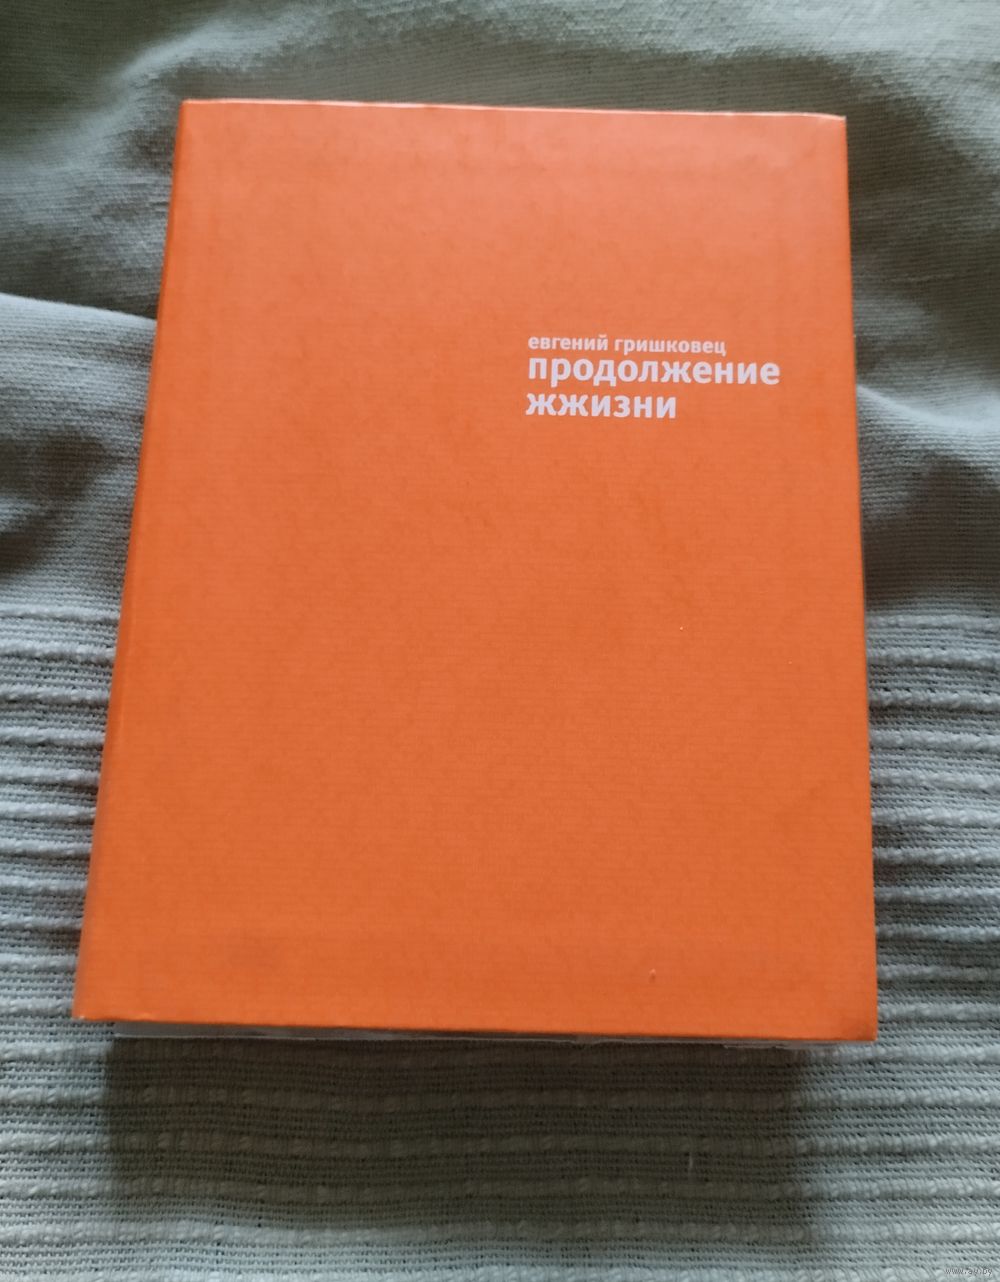 евгений гришковец
продолжение
жжизни